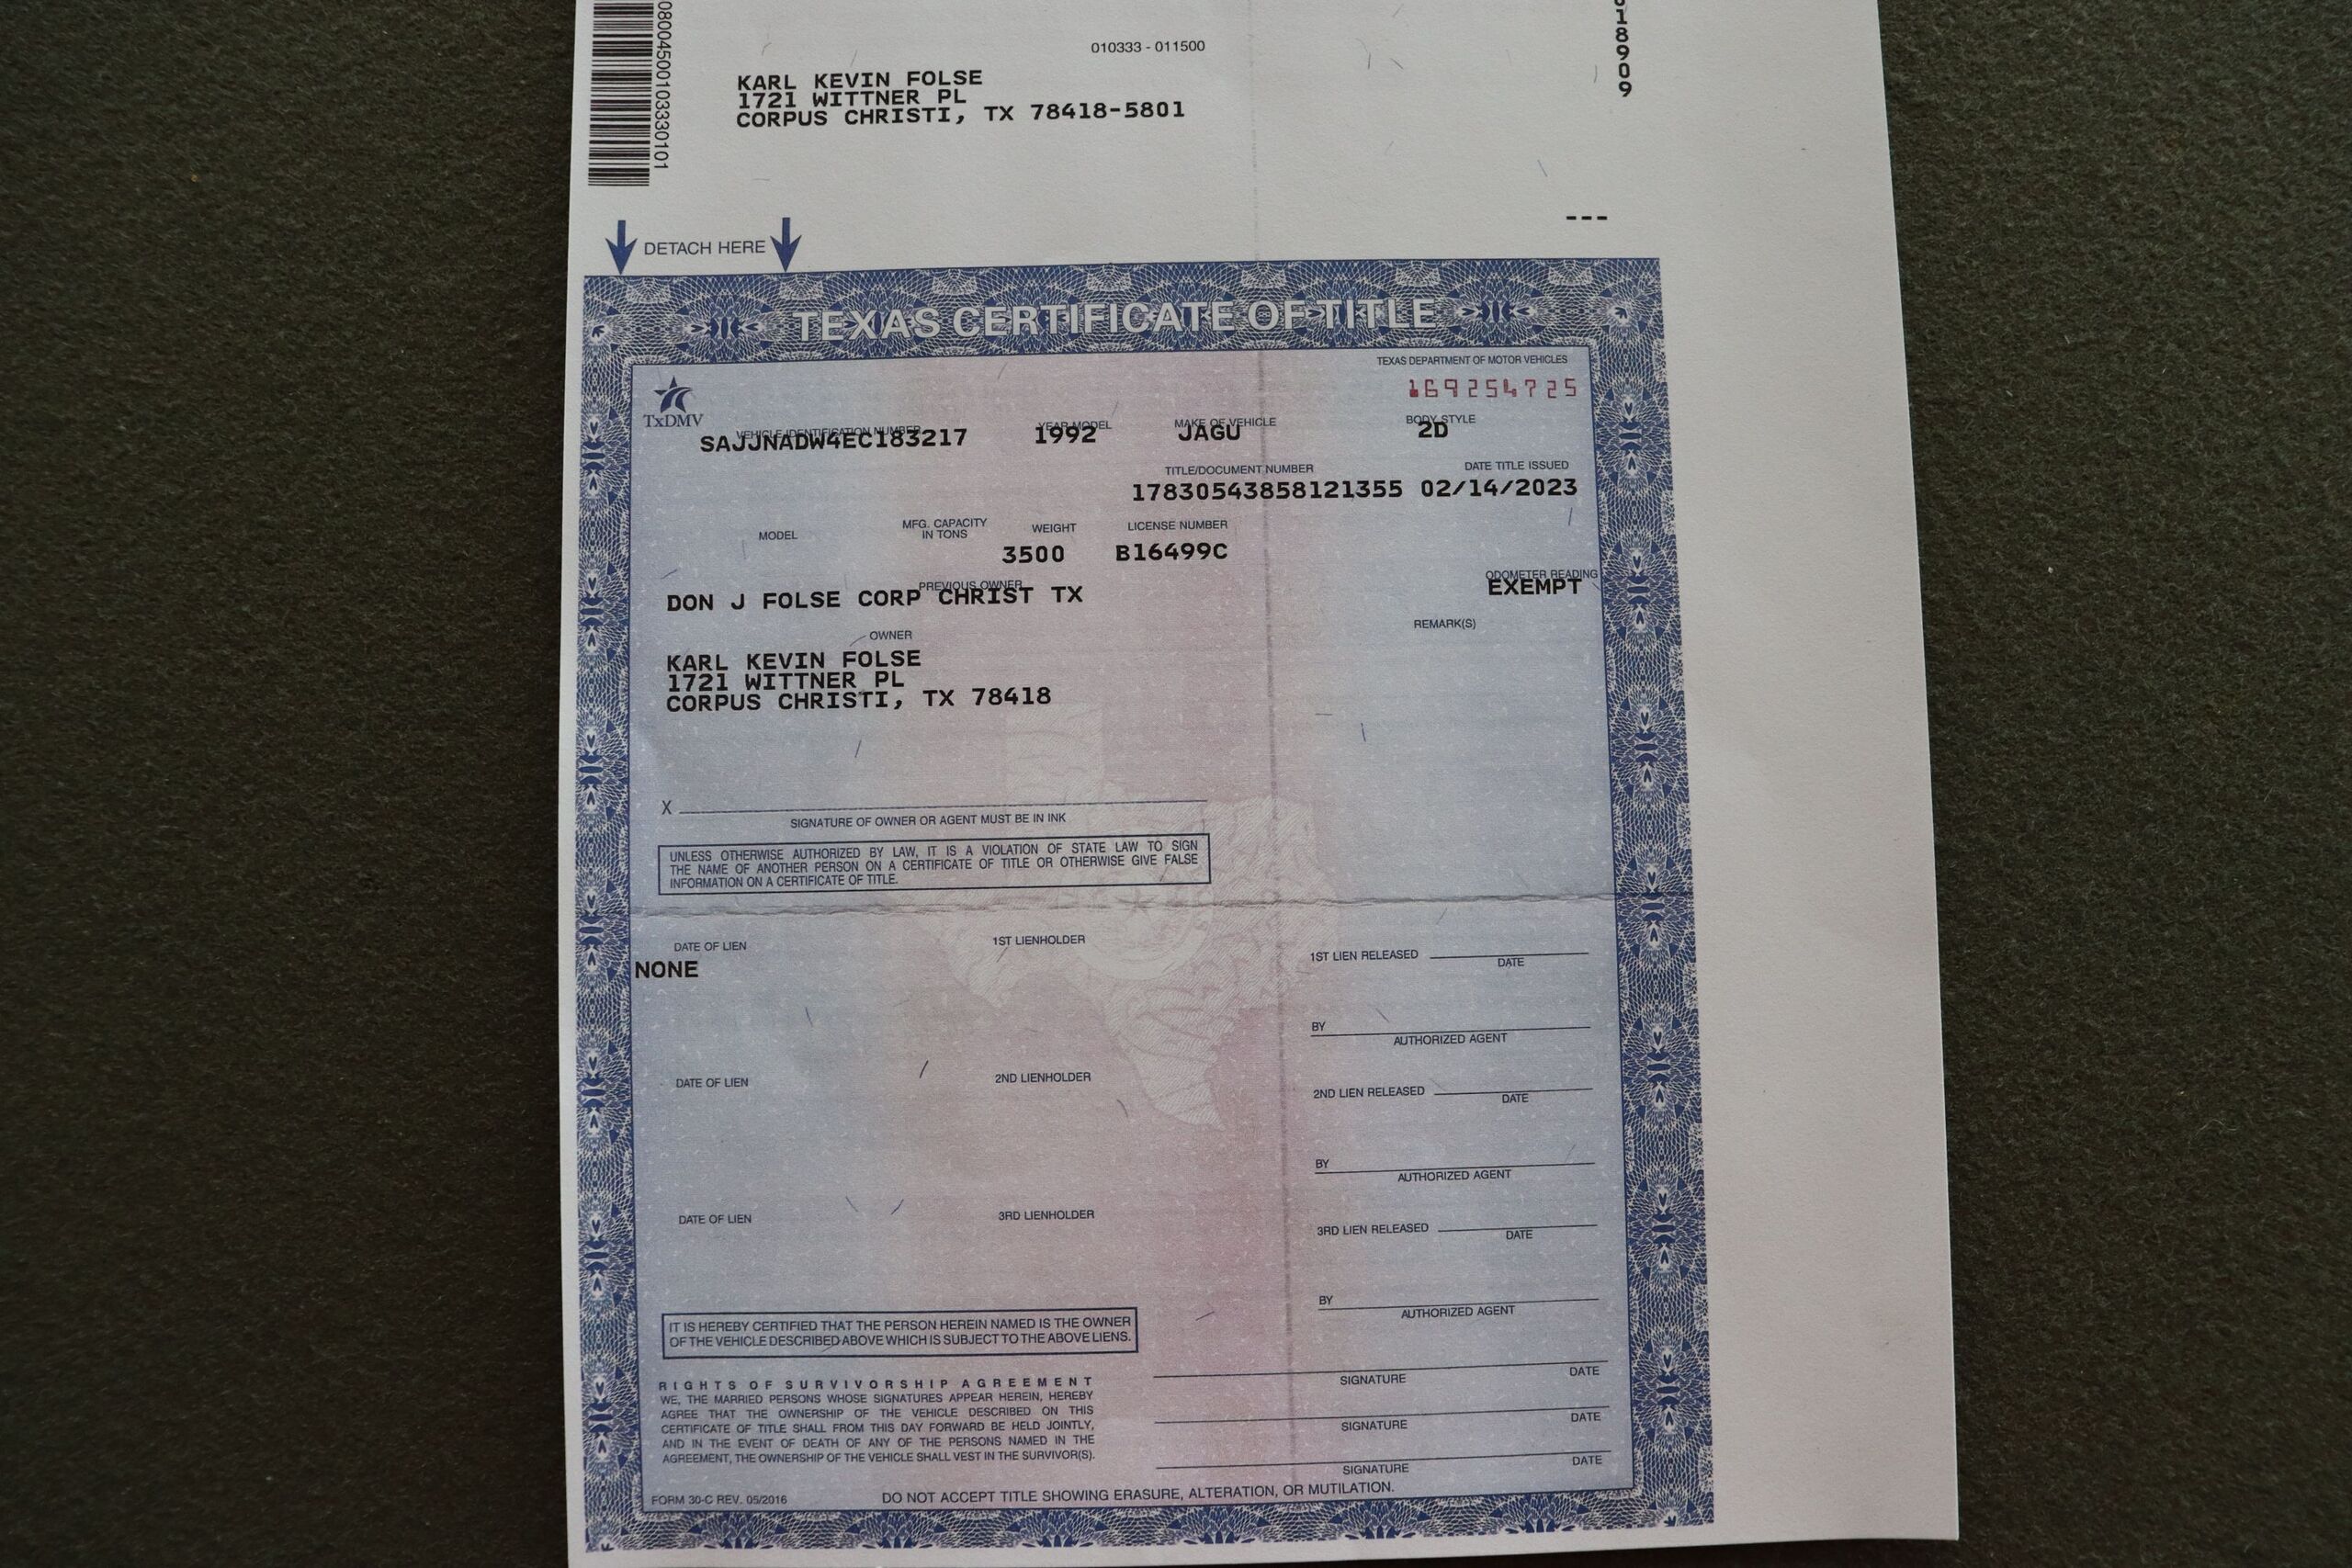 08004500103330101
010333 - 011500
18909
KARL KEVIN FOLSE
1721 WITTNER PL
CORPUS CHRISTI, TX 78418-5801
---
DETACH HERE
TEXAS CERTIFICATE OF TITLE
TEXAS DEPARTMENT OF MOTOR VEHICLES
169254725
TxDMV
VEHICLE IDENTIFICATION NUMBER YEAR MODEL MAKE OF VEHICLE BODY STYLE
SAJJNADW4EC183217 1992 JAGU 2D
TITLE/DOCUMENT NUMBER DATE TITLE ISSUED
17830543858121355 02/14/2023
MODEL MFG. CAPACITY IN TONS WEIGHT LICENSE NUMBER
3500 B16499C
PREVIOUS OWNER ODOMETER READING
DON J FOLSE CORP CHRIST TX EXEMPT
OWNER REMARK(S)
KARL KEVIN FOLSE
1721 WITTNER PL
CORPUS CHRISTI, TX 78418
X
SIGNATURE OF OWNER OR AGENT MUST BE IN INK
UNLESS OTHERWISE AUTHORIZED BY LAW, IT IS A VIOLATION OF STATE LAW TO SIGN
THE NAME OF ANOTHER PERSON ON A CERTIFICATE OF TITLE OR OTHERWISE GIVE FALSE
INFORMATION ON A CERTIFICATE OF TITLE.
DATE OF LIEN 1ST LIENHOLDER
NONE
1ST LIEN RELEASED
DATE
BY
AUTHORIZED AGENT
DATE OF LIEN 2ND LIENHOLDER
2ND LIEN RELEASED
DATE
BY
AUTHORIZED AGENT
DATE OF LIEN 3RD LIENHOLDER
3RD LIEN RELEASED
DATE
BY
AUTHORIZED AGENT
IT IS HEREBY CERTIFIED THAT THE PERSON HEREIN NAMED IS THE OWNER
OF THE VEHICLE DESCRIBED ABOVE WHICH IS SUBJECT TO THE ABOVE LIENS.
RIGHTS OF SURVIVORSHIP AGREEMENT
WE, THE MARRIED PERSONS WHOSE SIGNATURES APPEAR HEREIN, HEREBY
AGREE THAT THE OWNERSHIP OF THE VEHICLE DESCRIBED ON THIS
CERTIFICATE OF TITLE SHALL FROM THIS DAY FORWARD BE HELD JOINTLY,
AND IN THE EVENT OF DEATH OF ANY OF THE PERSONS NAMED IN THE
AGREEMENT, THE OWNERSHIP OF THE VEHICLE SHALL VEST IN THE SURVIVOR(S).
SIGNATURE DATE
SIGNATURE DATE
SIGNATURE DATE
FORM 30-C REV. 05/2016
DO NOT ACCEPT TITLE SHOWING ERASURE, ALTERATION, OR MUTILATION.